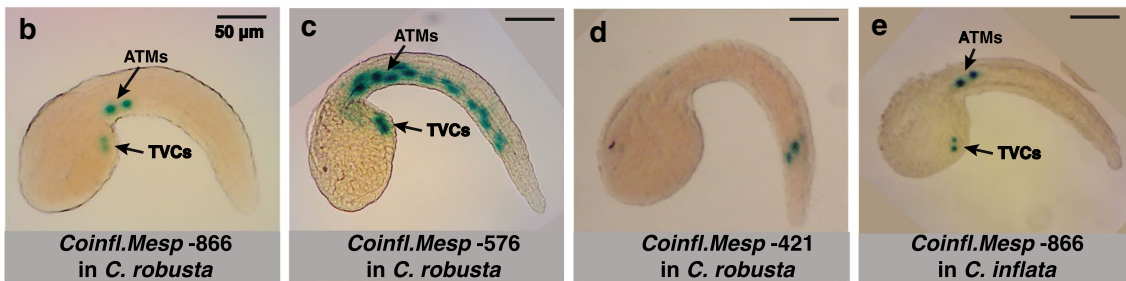 b
50 µm
ATMs
TVCs
Coinfl.Mesp -866
in C. robusta
c
ATMs
TVCs
Coinfl.Mesp -576
in C. robusta
d
Coinfl.Mesp -421
in C. robusta
e
ATMs
TVCs
Coinfl.Mesp -866
in C. inflata